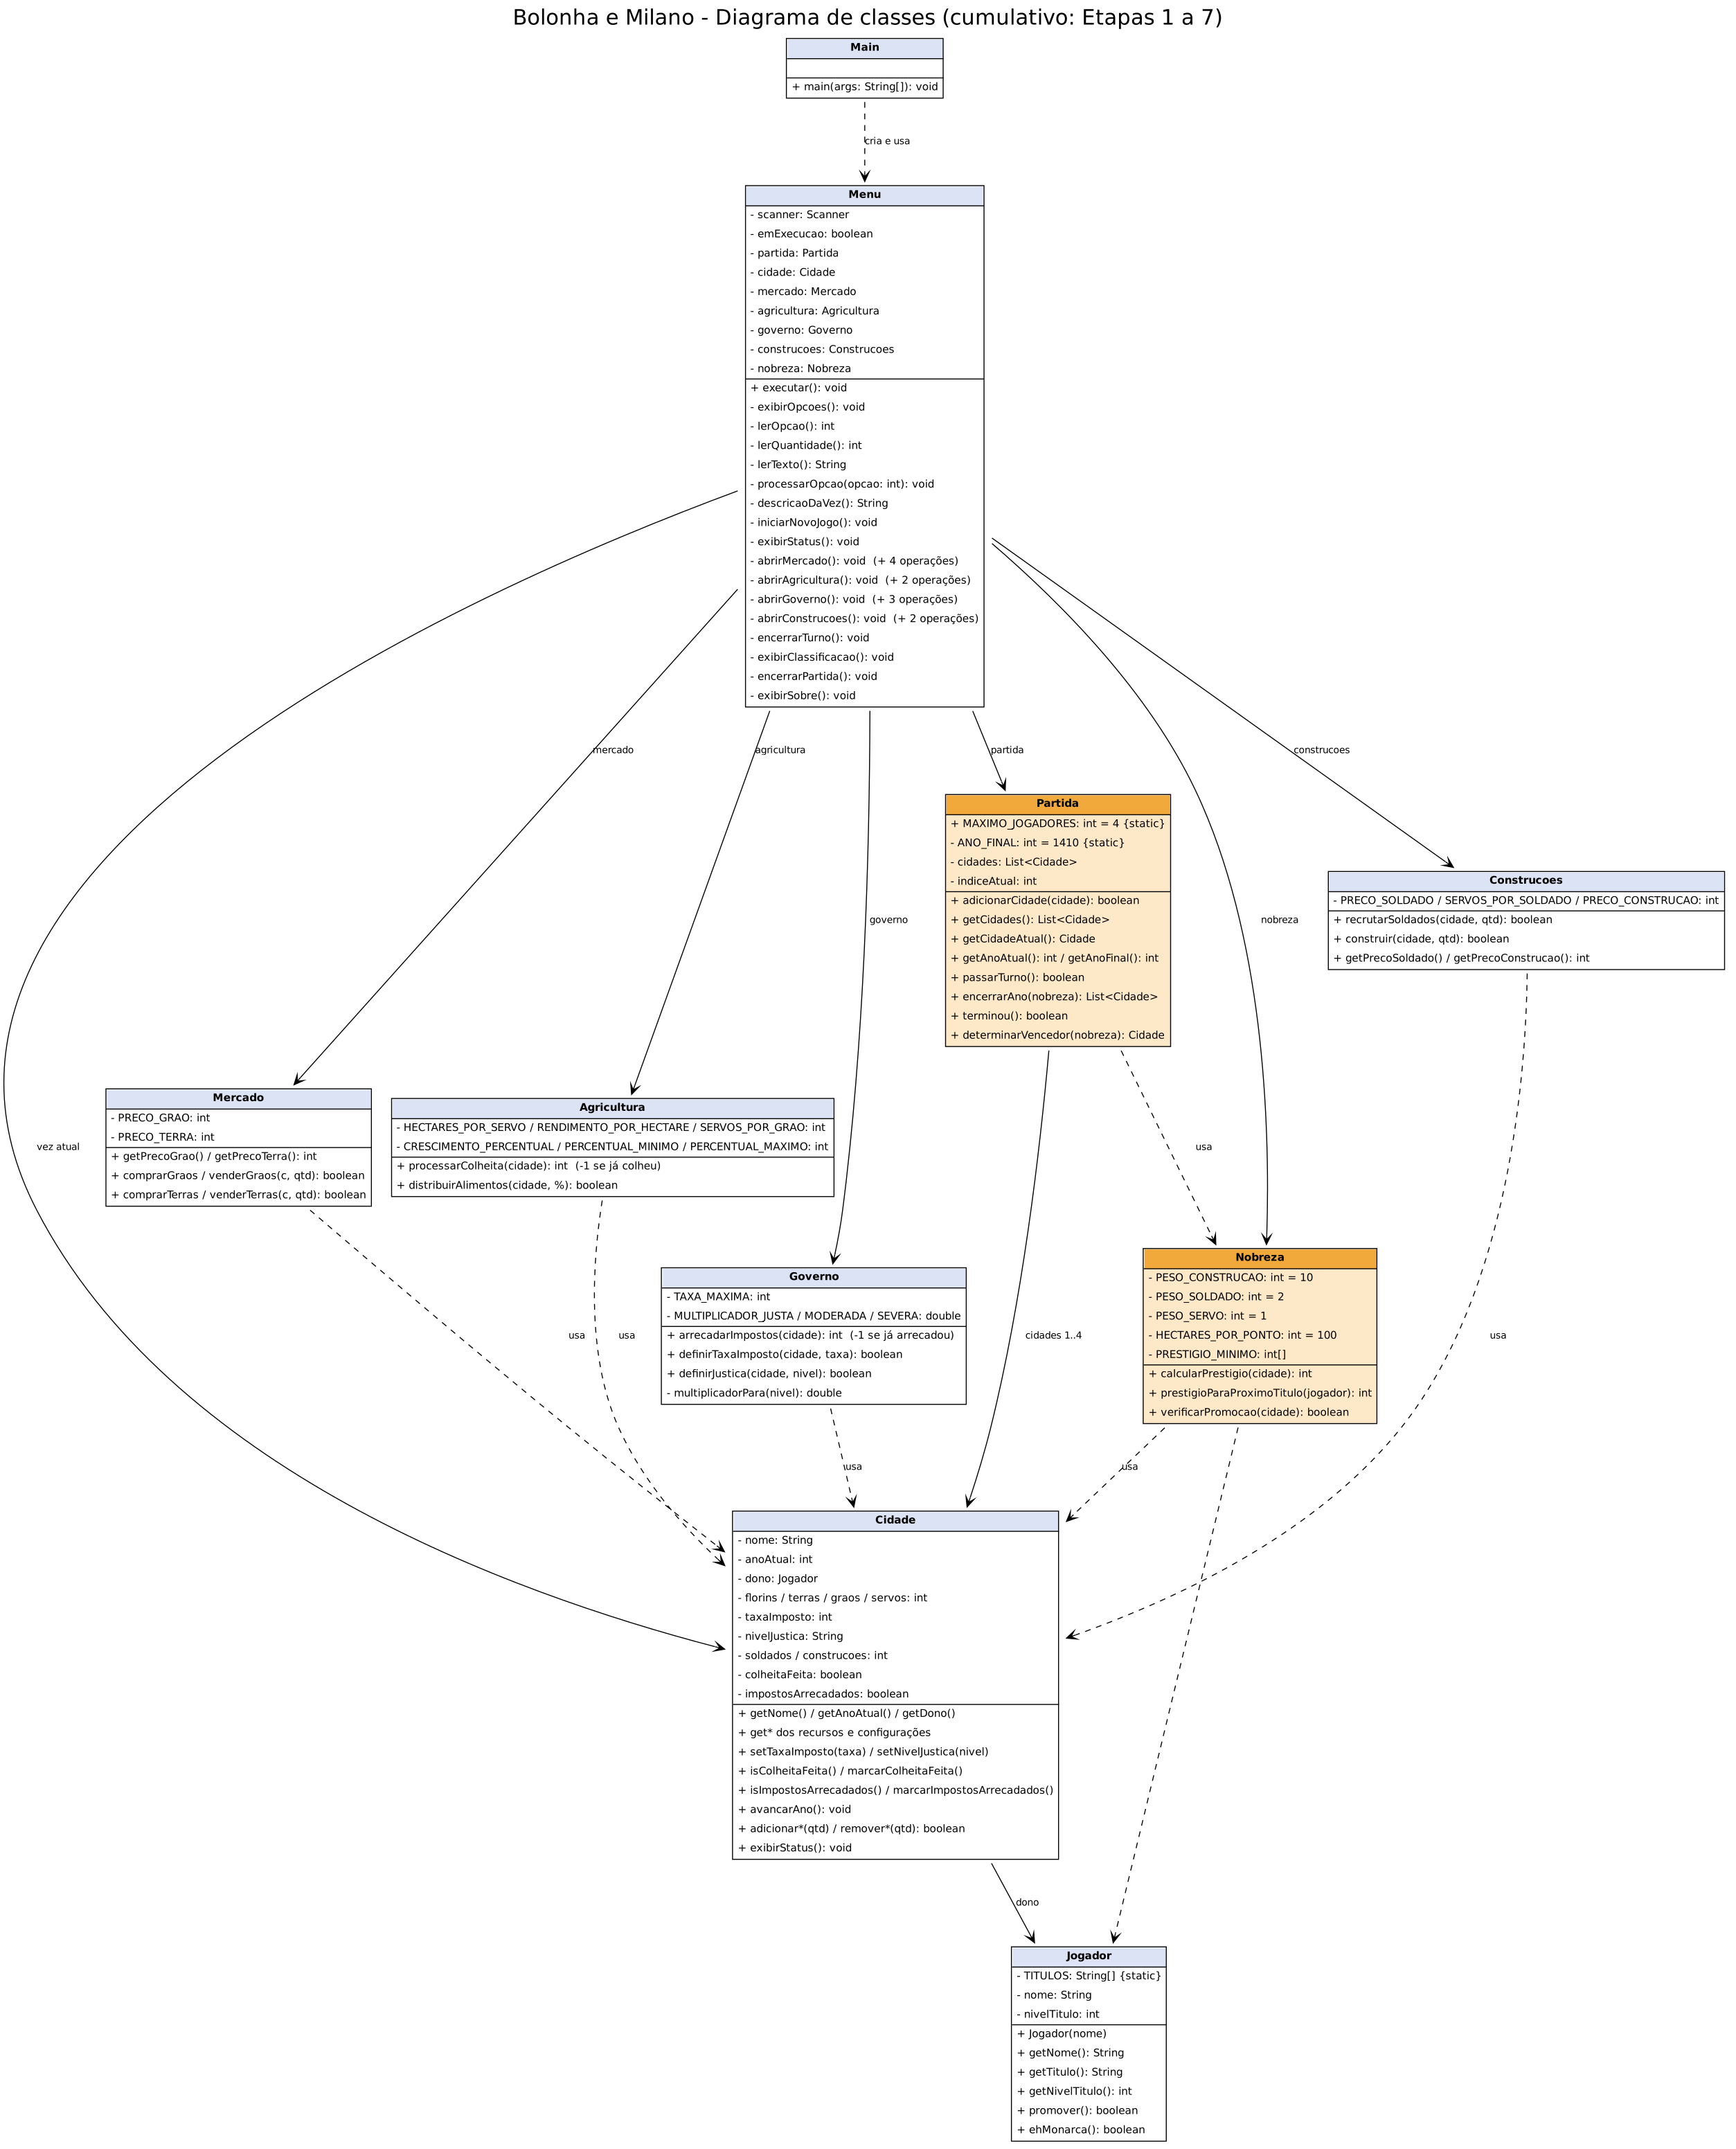 Bolonha e Milano - Diagrama de classes (cumulativo: Etapas 1 a 7)
Main
+ main(args: String[]): void
cria e usa
Menu
- scanner: Scanner
- emExecucao: boolean
- partida: Partida
- cidade: Cidade
- mercado: Mercado
- agricultura: Agricultura
- governo: Governo
- construcoes: Construcoes
- nobreza: Nobreza
+ executar(): void
- exibirOpcoes(): void
- lerOpcao(): int
- lerQuantidade(): int
- lerTexto(): String
- processarOpcao(opcao: int): void
- descricaoDaVez(): String
- iniciarNovoJogo(): void
- exibirStatus(): void
- abrirMercado(): void  (+ 4 operações)
- abrirAgricultura(): void  (+ 2 operações)
- abrirGoverno(): void  (+ 3 operações)
- abrirConstrucoes(): void  (+ 2 operações)
- encerrarTurno(): void
- exibirClassificacao(): void
- encerrarPartida(): void
- exibirSobre(): void
mercado
agricultura
partida
construcoes
governo
nobreza
vez atual
Partida
+ MAXIMO_JOGADORES: int = 4 {static}
- ANO_FINAL: int = 1410 {static}
- cidades: List<Cidade>
- indiceAtual: int
+ adicionarCidade(cidade): boolean
+ getCidades(): List<Cidade>
+ getCidadeAtual(): Cidade
+ getAnoAtual(): int / getAnoFinal(): int
+ passarTurno(): boolean
+ encerrarAno(nobreza): List<Cidade>
+ terminou(): boolean
+ determinarVencedor(nobreza): Cidade
Construcoes
- PRECO_SOLDADO / SERVOS_POR_SOLDADO / PRECO_CONSTRUCAO: int
+ recrutarSoldados(cidade, qtd): boolean
+ construir(cidade, qtd): boolean
+ getPrecoSoldado() / getPrecoConstrucao(): int
Mercado
- PRECO_GRAO: int
- PRECO_TERRA: int
+ getPrecoGrao() / getPrecoTerra(): int
+ comprarGraos / venderGraos(c, qtd): boolean
+ comprarTerras / venderTerras(c, qtd): boolean
Agricultura
- HECTARES_POR_SERVO / RENDIMENTO_POR_HECTARE / SERVOS_POR_GRAO: int
- CRESCIMENTO_PERCENTUAL / PERCENTUAL_MINIMO / PERCENTUAL_MAXIMO: int
+ processarColheita(cidade): int  (-1 se já colheu)
+ distribuirAlimentos(cidade, %): boolean
usa
Governo
- TAXA_MAXIMA: int
- MULTIPLICADOR_JUSTA / MODERADA / SEVERA: double
+ arrecadarImpostos(cidade): int  (-1 se já arrecadou)
+ definirTaxaImposto(cidade, taxa): boolean
+ definirJustica(cidade, nivel): boolean
- multiplicadorPara(nivel): double
Nobreza
- PESO_CONSTRUCAO: int = 10
- PESO_SOLDADO: int = 2
- PESO_SERVO: int = 1
- HECTARES_POR_PONTO: int = 100
- PRESTIGIO_MINIMO: int[]
+ calcularPrestigio(cidade): int
+ prestigioParaProximoTitulo(jogador): int
+ verificarPromocao(cidade): boolean
usa
usa
cidades 1..4
usa
usa
usa
Cidade
- nome: String
- anoAtual: int
- dono: Jogador
- florins / terras / graos / servos: int
- taxaImposto: int
- nivelJustica: String
- soldados / construcoes: int
- colheitaFeita: boolean
- impostosArrecadados: boolean
+ getNome() / getAnoAtual() / getDono()
+ get* dos recursos e configurações
+ setTaxaImposto(taxa) / setNivelJustica(nivel)
+ isColheitaFeita() / marcarColheitaFeita()
+ isImpostosArrecadados() / marcarImpostosArrecadados()
+ avancarAno(): void
+ adicionar*(qtd) / remover*(qtd): boolean
+ exibirStatus(): void
dono
Jogador
- TITULOS: String[] {static}
- nome: String
- nivelTitulo: int
+ Jogador(nome)
+ getNome(): String
+ getTitulo(): String
+ getNivelTitulo(): int
+ promover(): boolean
+ ehMonarca(): boolean